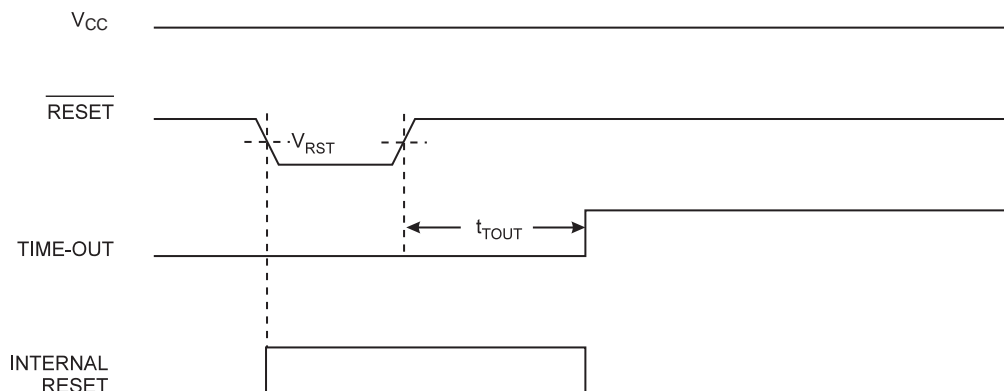 VCC
RESET
VRST
tTOUT
TIME-OUT
INTERNAL
RESET